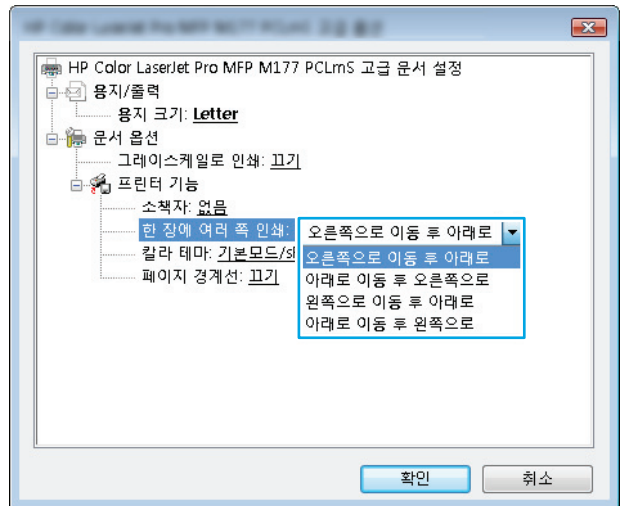 HP Color LaserJet Pro MFP M177 PCLmS 고급 문서 설정
용지/출력
용지 크기: Letter
문서 옵션
그레이스케일로 인쇄: 끄기
프린터 기능
소책자: 없음
한 장에 여러 쪽 인쇄: 오른쪽으로 이동 후 아래로
오른쪽으로 이동 후 아래로
칼라 테마: 기본모드/sl
아래로 이동 후 오른쪽으로
페이지 경계선: 끄기
왼쪽으로 이동 후 아래로
아래로 이동 후 왼쪽으로
확인 취소